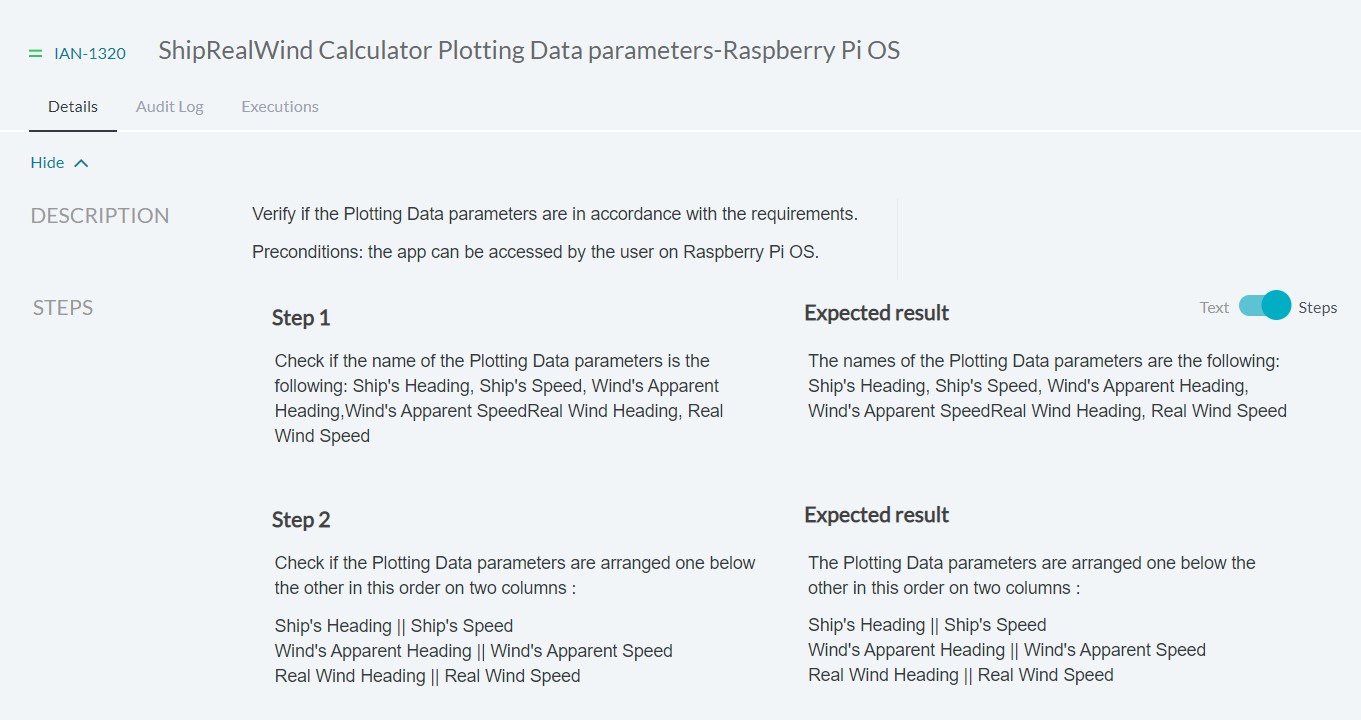 IAN-1320 ShipRealWind Calculator Plotting Data parameters-Raspberry Pi OS
Details Audit Log Executions
Hide
DESCRIPTION
Verify if the Plotting Data parameters are in accordance with the requirements.
Preconditions: the app can be accessed by the user on Raspberry Pi OS.
STEPS
Text Steps
Step 1
Check if the name of the Plotting Data parameters is the
following: Ship's Heading, Ship's Speed, Wind's Apparent
Heading,Wind's Apparent SpeedReal Wind Heading, Real
Wind Speed
Expected result
The names of the Plotting Data parameters are the following:
Ship's Heading, Ship's Speed, Wind's Apparent Heading,
Wind's Apparent SpeedReal Wind Heading, Real Wind Speed
Step 2
Check if the Plotting Data parameters are arranged one below
the other in this order on two columns :
Ship's Heading || Ship's Speed
Wind's Apparent Heading || Wind's Apparent Speed
Real Wind Heading || Real Wind Speed
Expected result
The Plotting Data parameters are arranged one below the
other in this order on two columns :
Ship's Heading || Ship's Speed
Wind's Apparent Heading || Wind's Apparent Speed
Real Wind Heading || Real Wind Speed